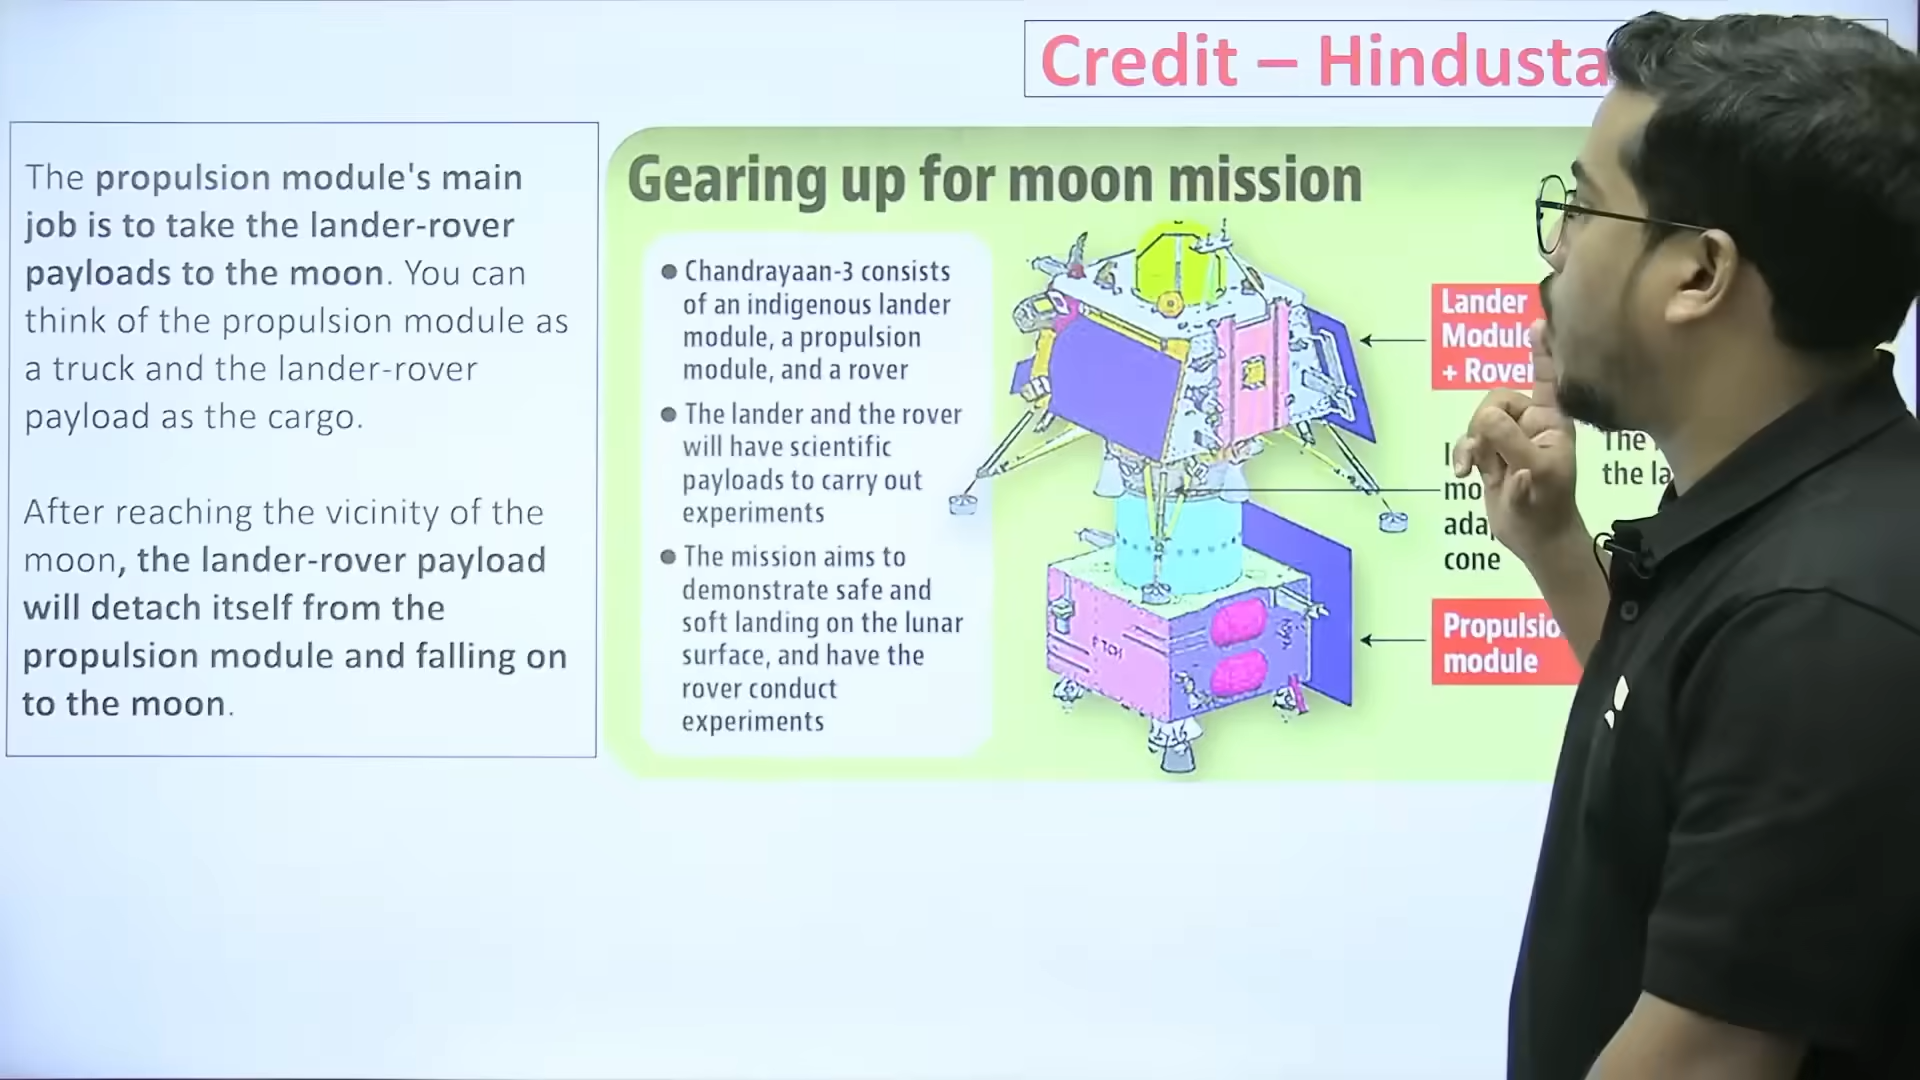 Credit – Hindusta
The propulsion module's main
job is to take the lander-rover
payloads to the moon. You can
think of the propulsion module as
a truck and the lander-rover
payload as the cargo.
After reaching the vicinity of the
moon, the lander-rover payload
will detach itself from the
propulsion module and falling on
to the moon.
Gearing up for moon mission
● Chandrayaan-3 consists
of an indigenous lander
module, a propulsion
module, and a rover
● The lander and the rover
will have scientific
payloads to carry out
experiments
● The mission aims to
demonstrate safe and
soft landing on the lunar
surface, and have the
rover conduct
experiments
Lander
Module
+ Rover
cone
The
the la
Propulsio
module